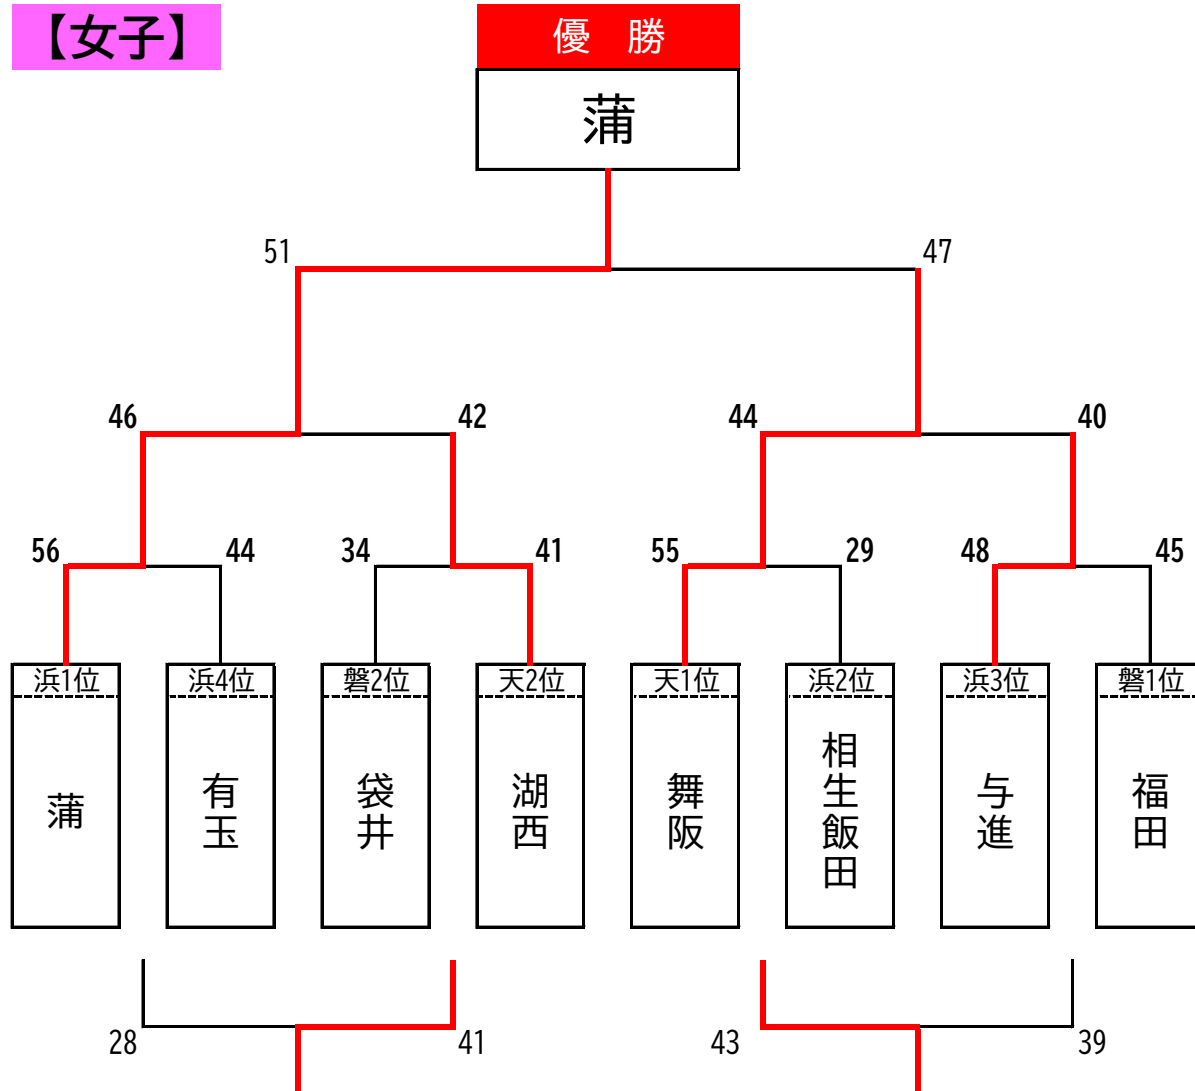 【女子】
優　勝
蒲
51
47
46
42
44
40
56
44
34
41
55
29
48
45
浜1位
浜4位
磐2位
天2位
天1位
浜2位
浜3位
磐1位
蒲
有玉
袋井
湖西
舞阪
相生飯田
与進
福田
28
41
43
39